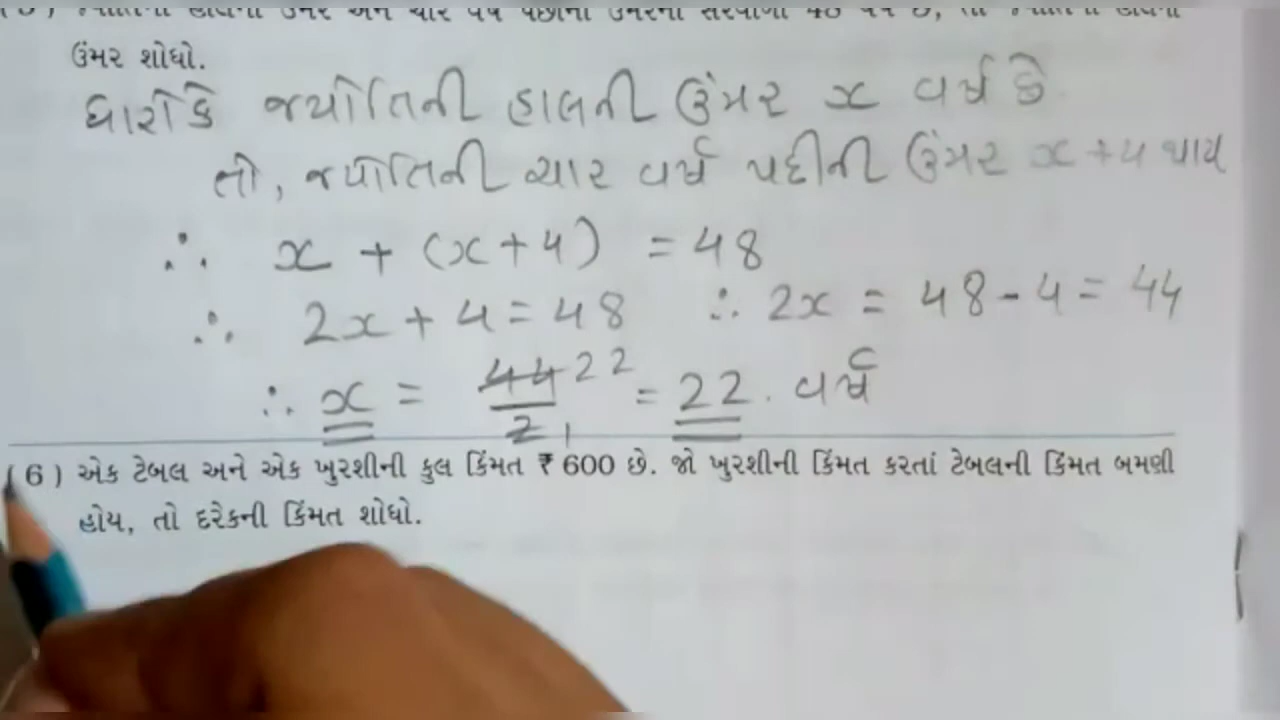 ઉંમર શોધો.
ધારોકે જ્યોતિની હાલની ઉંમર x વર્ષ છે
તો, જ્યોતિની ચાર વર્ષ પછીની ઉંમર x + 4 થાય
∴ x + (x + 4) = 48
∴ 2x + 4 = 48 ∴ 2x = 48 - 4 = 44
∴ x = 44/2 22 1 = 22. વર્ષ
(6) એક ટેબલ અને એક ખુરશીની કુલ કિંમત ₹ 600 છે. જો ખુરશીની કિંમત કરતાં ટેબલની કિંમત બમણી
હોય, તો દરેકની કિંમત શોધો.